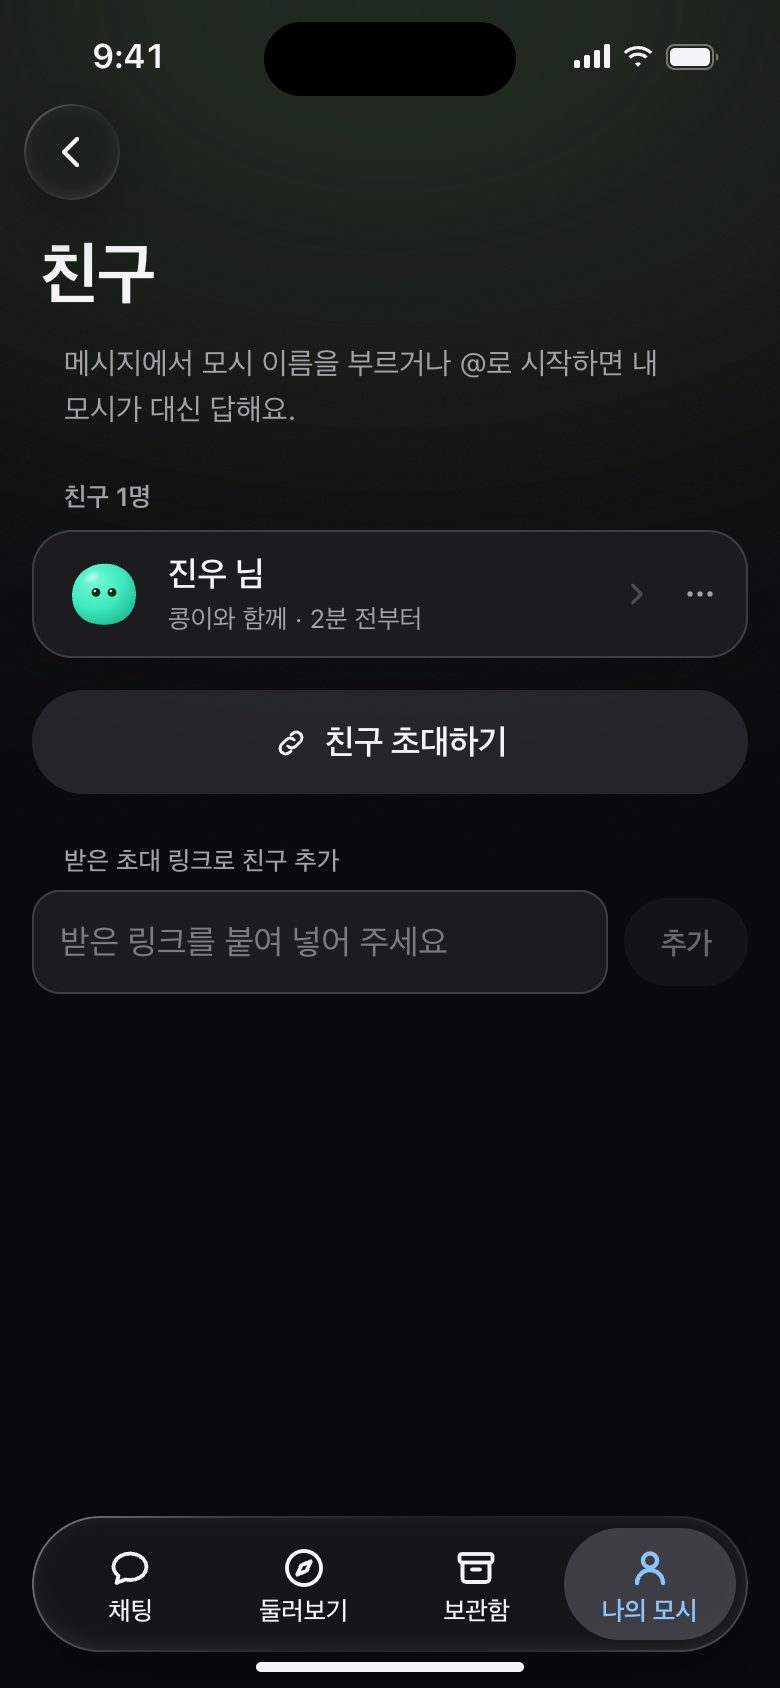 9:41
친구
메시지에서 모시 이름을 부르거나 @로 시작하면 내
모시가 대신 답해요.
친구 1명
진우 님
콩이와 함께 · 2분 전부터
친구 초대하기
받은 초대 링크로 친구 추가
받은 링크를 붙여 넣어 주세요
추가
채팅
둘러보기
보관함
나의 모시